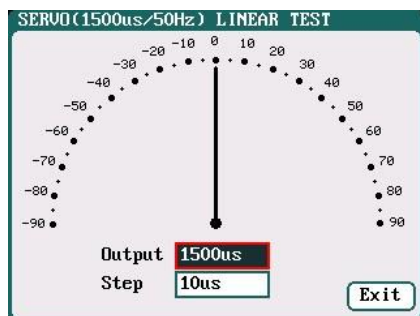 SERVO(1500us/50Hz) LINEAR TEST
-90 -80 -70 -60 -50 -40 -30 -20 -10 0 10 20 30 40 50 60 70 80 90
Output 1500us
Step 10us
Exit